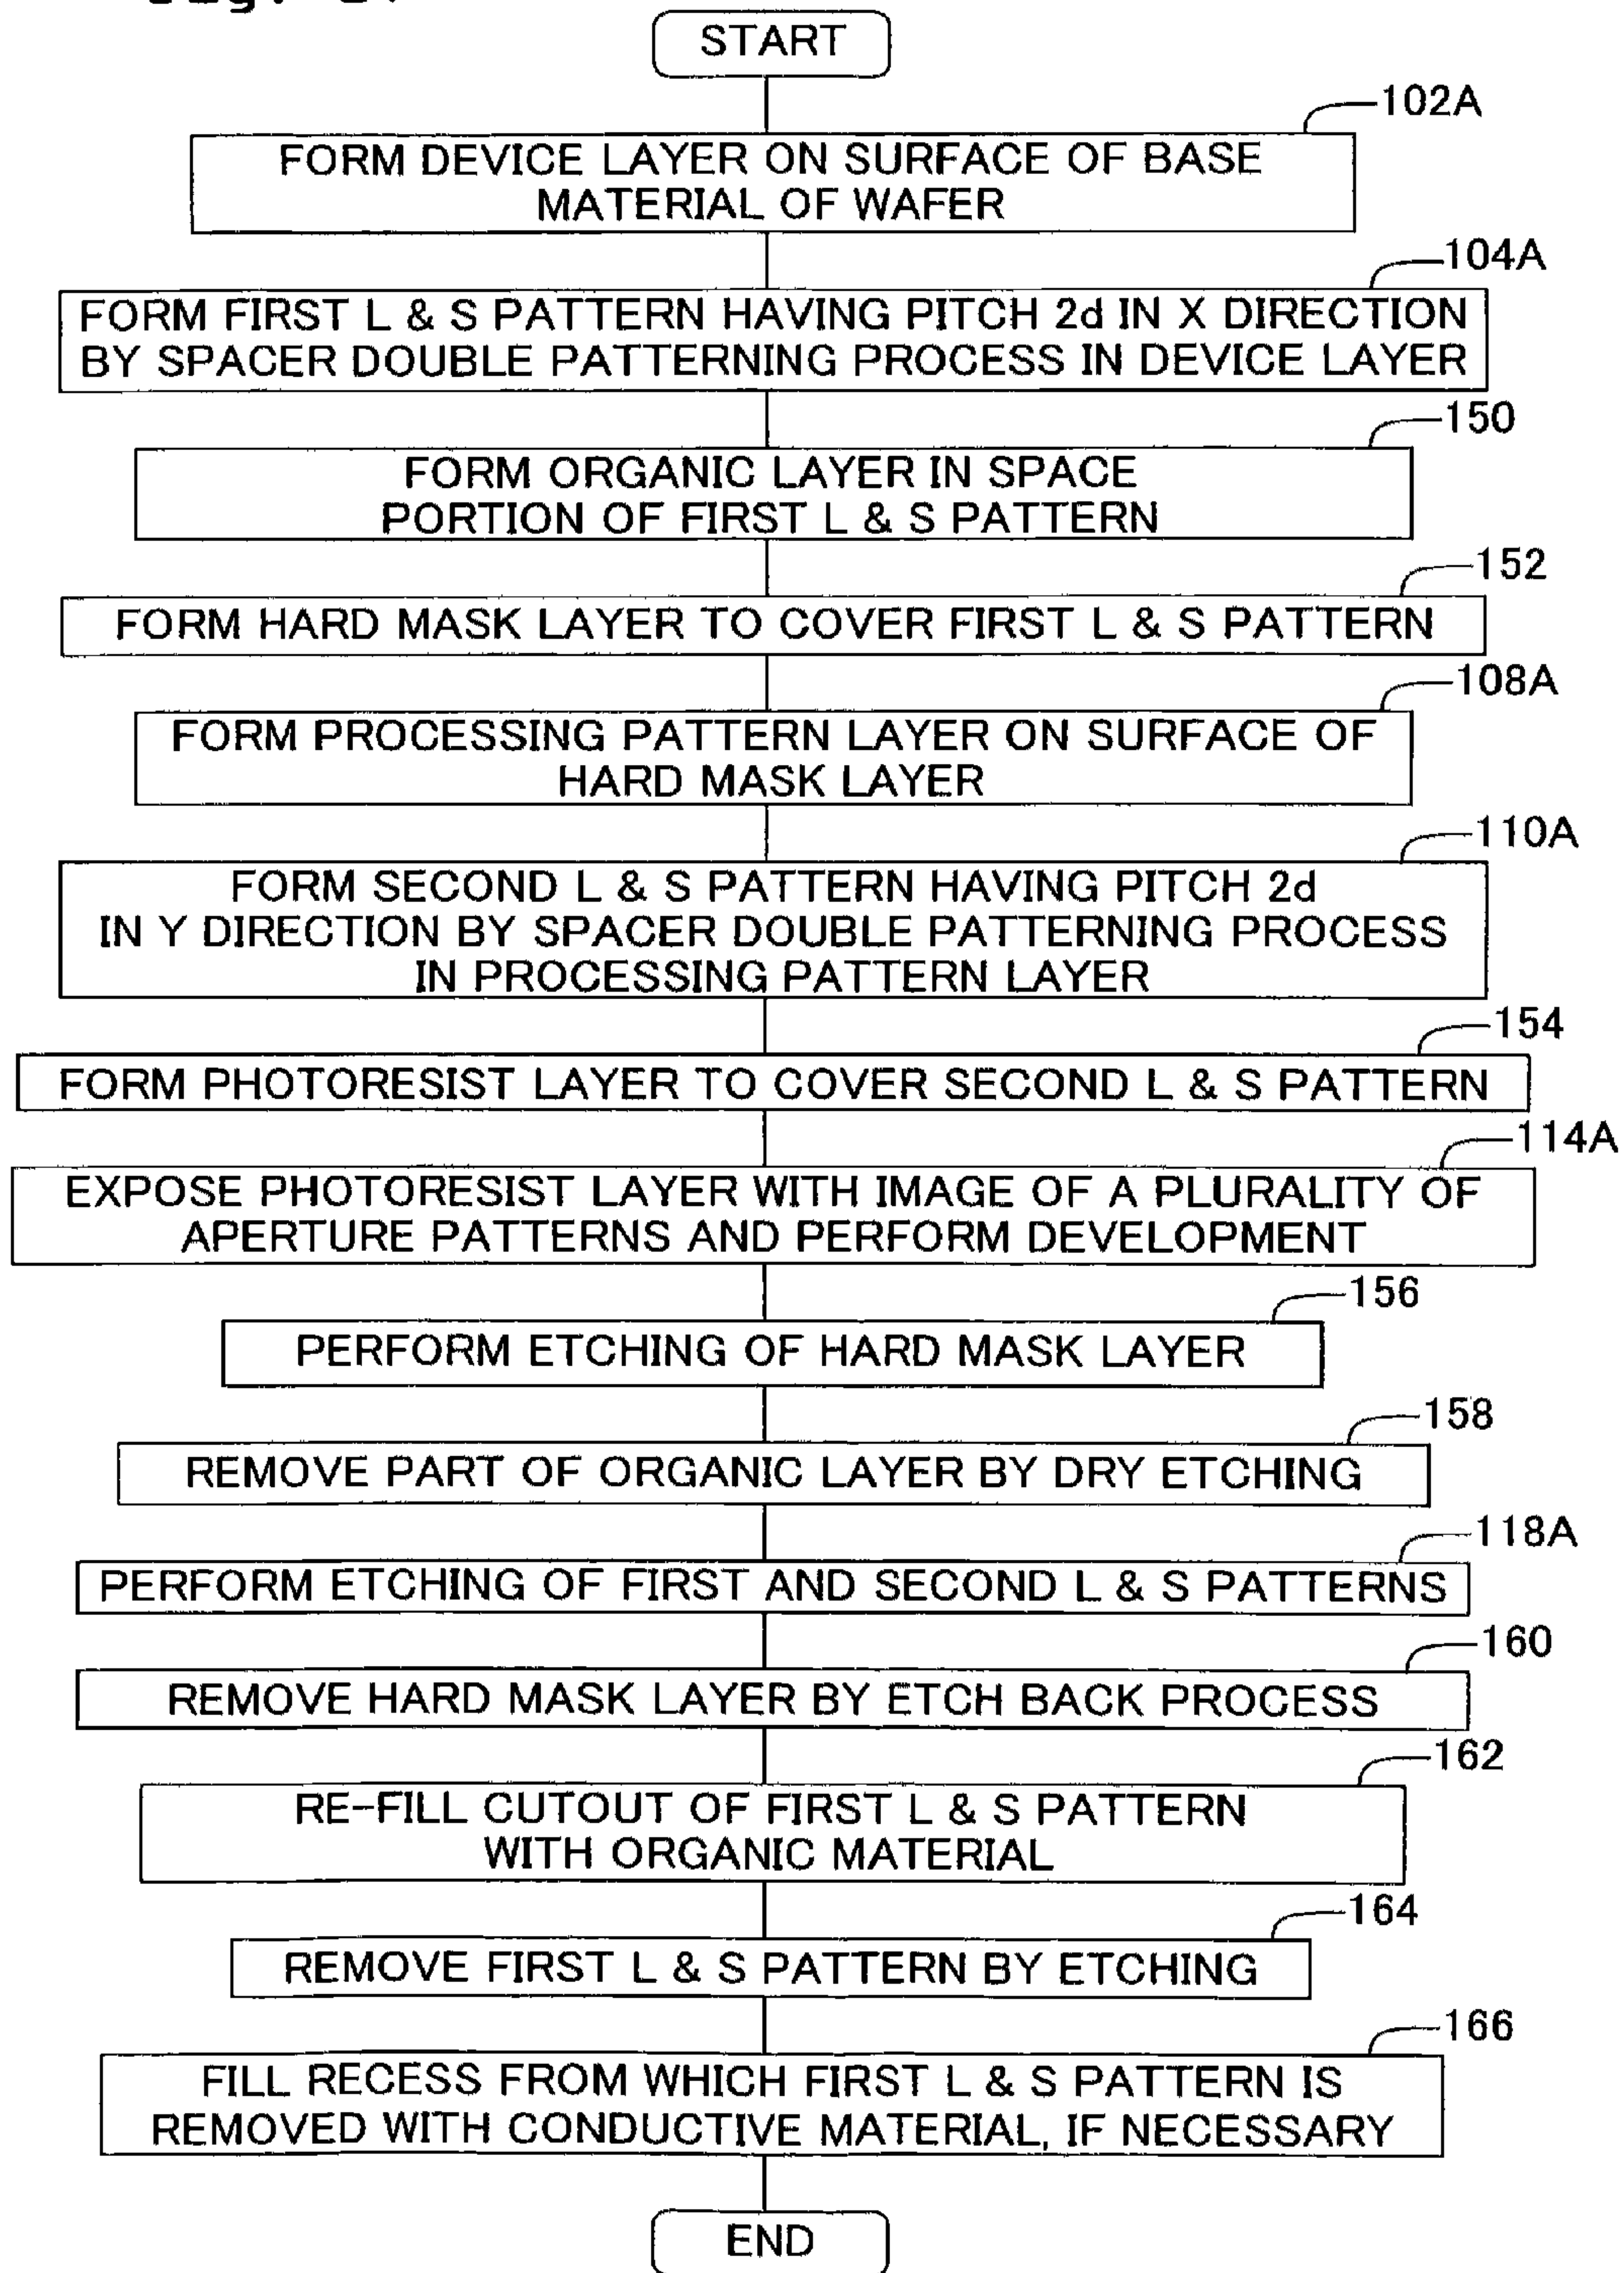 START
102A
FORM DEVICE LAYER ON SURFACE OF BASE
MATERIAL OF WAFER
104A
FORM FIRST L & S PATTERN HAVING PITCH 2d IN X DIRECTION
BY SPACER DOUBLE PATTERNING PROCESS IN DEVICE LAYER
150
FORM ORGANIC LAYER IN SPACE
PORTION OF FIRST L & S PATTERN
152
FORM HARD MASK LAYER TO COVER FIRST L & S PATTERN
108A
FORM PROCESSING PATTERN LAYER ON SURFACE OF
HARD MASK LAYER
110A
FORM SECOND L & S PATTERN HAVING PITCH 2d
IN Y DIRECTION BY SPACER DOUBLE PATTERNING PROCESS
IN PROCESSING PATTERN LAYER
154
FORM PHOTORESIST LAYER TO COVER SECOND L & S PATTERN
114A
EXPOSE PHOTORESIST LAYER WITH IMAGE OF A PLURALITY OF
APERTURE PATTERNS AND PERFORM DEVELOPMENT
156
PERFORM ETCHING OF HARD MASK LAYER
158
REMOVE PART OF ORGANIC LAYER BY DRY ETCHING
118A
PERFORM ETCHING OF FIRST AND SECOND L & S PATTERNS
160
REMOVE HARD MASK LAYER BY ETCH BACK PROCESS
162
RE-FILL CUTOUT OF FIRST L & S PATTERN
WITH ORGANIC MATERIAL
164
REMOVE FIRST L & S PATTERN BY ETCHING
166
FILL RECESS FROM WHICH FIRST L & S PATTERN IS
REMOVED WITH CONDUCTIVE MATERIAL, IF NECESSARY
END